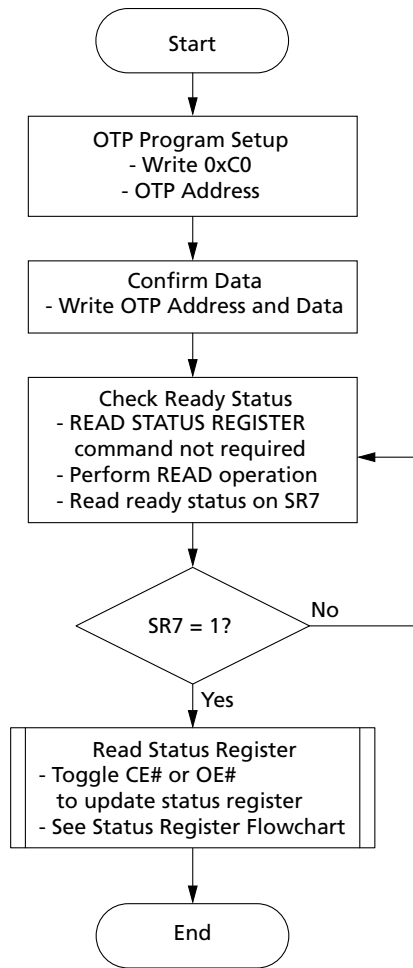 Start
OTP Program Setup
- Write 0xC0
- OTP Address
Confirm Data
- Write OTP Address and Data
Check Ready Status
- READ STATUS REGISTER
command not required
- Perform READ operation
- Read ready status on SR7
SR7 = 1?
No
Yes
Read Status Register
- Toggle CE# or OE#
to update status register
- See Status Register Flowchart
End